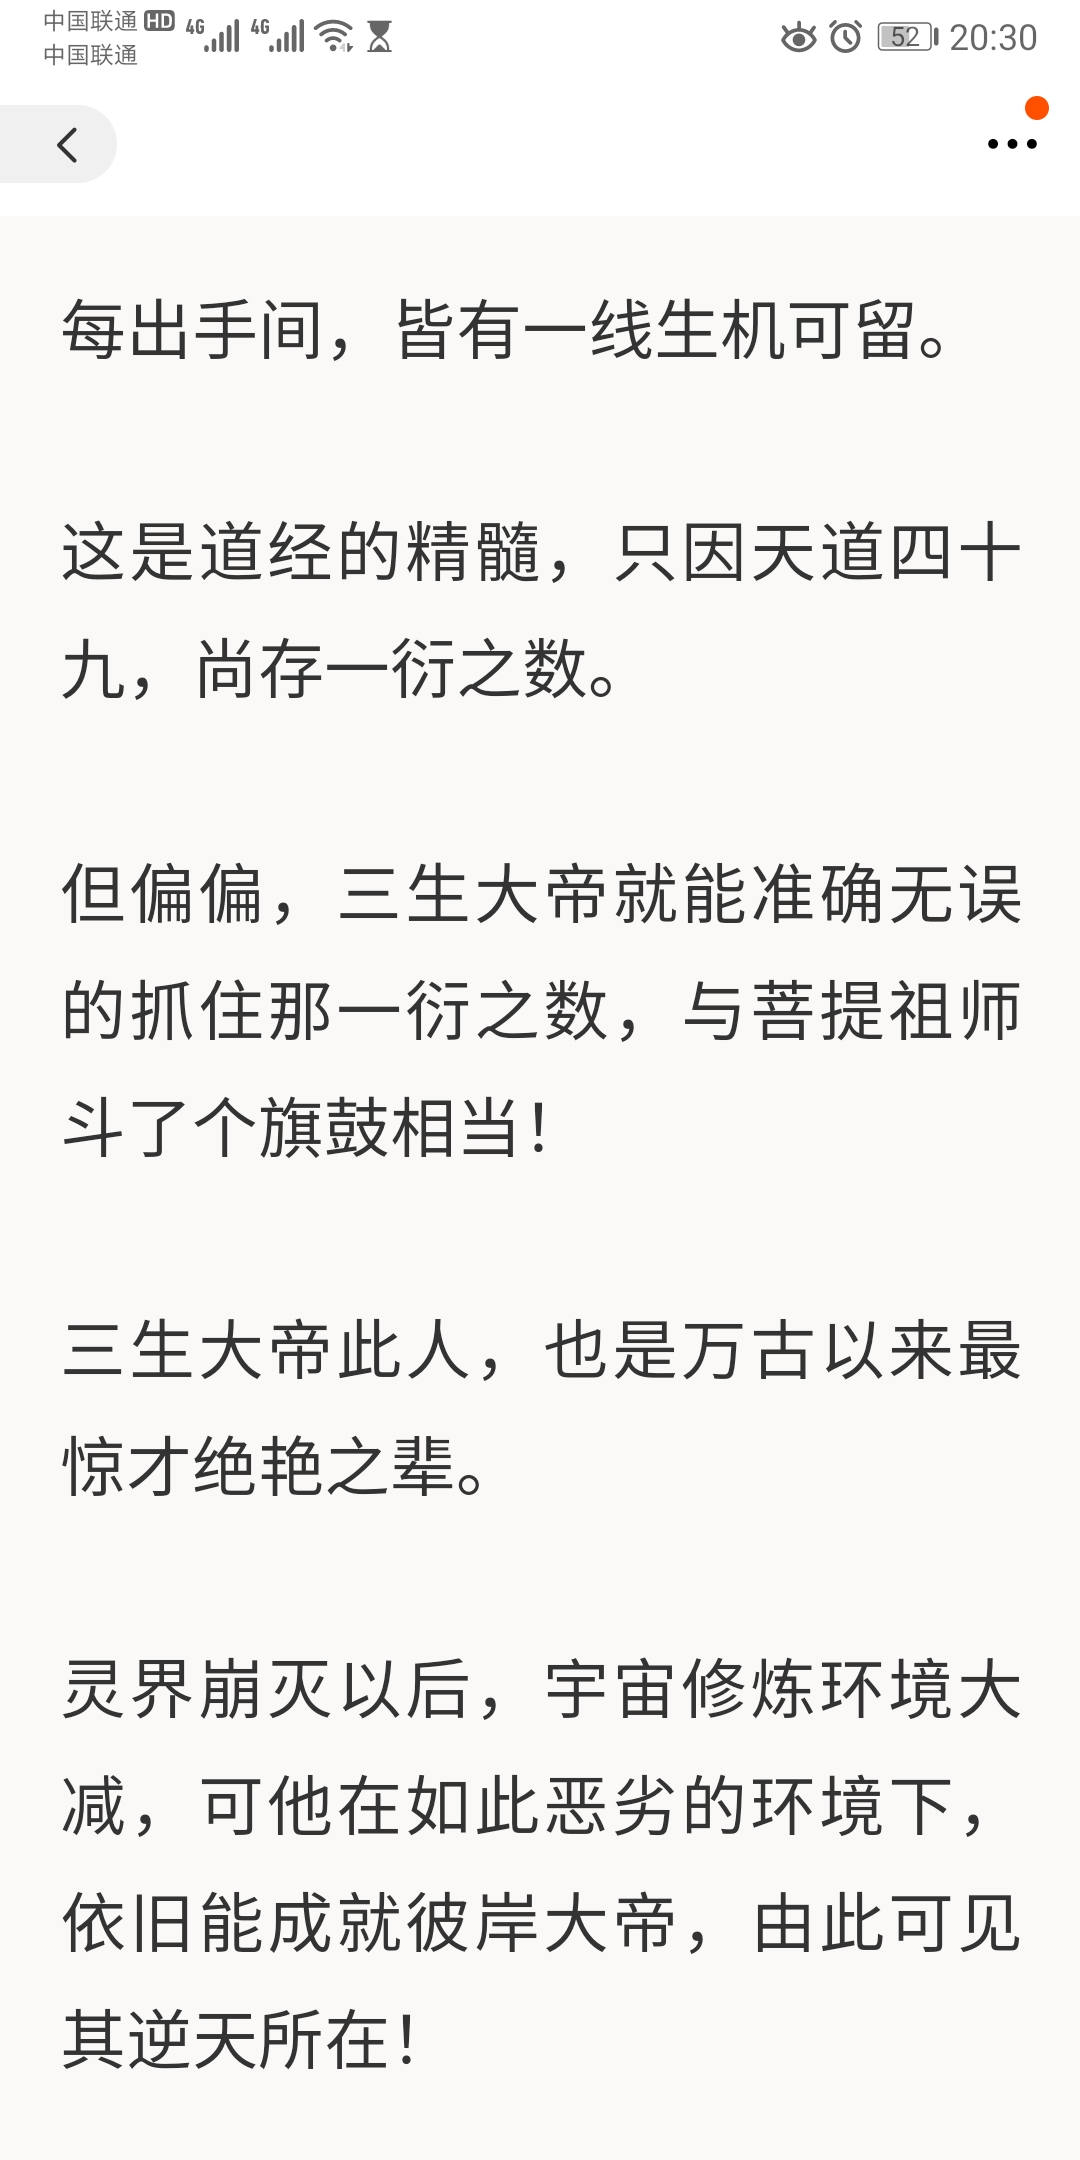 中国联通 HD 4G 4G 52 20:30
中国联通
每出手间，皆有一线生机可留。
这是道经的精髓，只因天道四十
九，尚存一衍之数。
但偏偏，三生大帝就能准确无误
的抓住那一衍之数，与菩提祖师
斗了个旗鼓相当！
三生大帝此人，也是万古以来最
惊才绝艳之辈。
灵界崩灭以后，宇宙修炼环境大
减，可他在如此恶劣的环境下，
依旧能成就彼岸大帝，由此可见
其逆天所在！